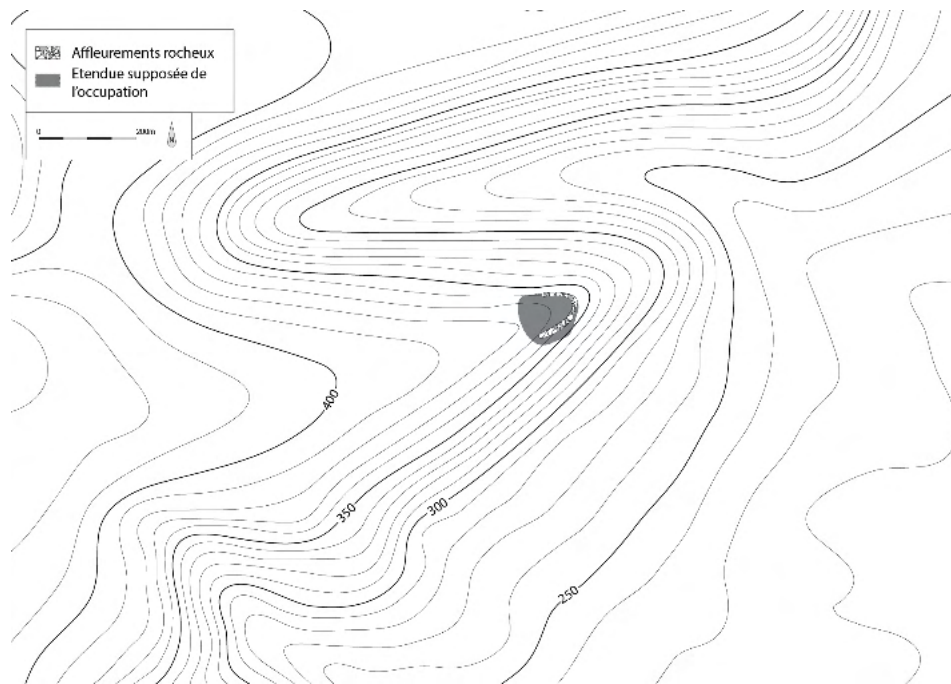 Affleurements rocheux
Etendue supposée de
l'occupation
0 200m
N
400
350
300
250